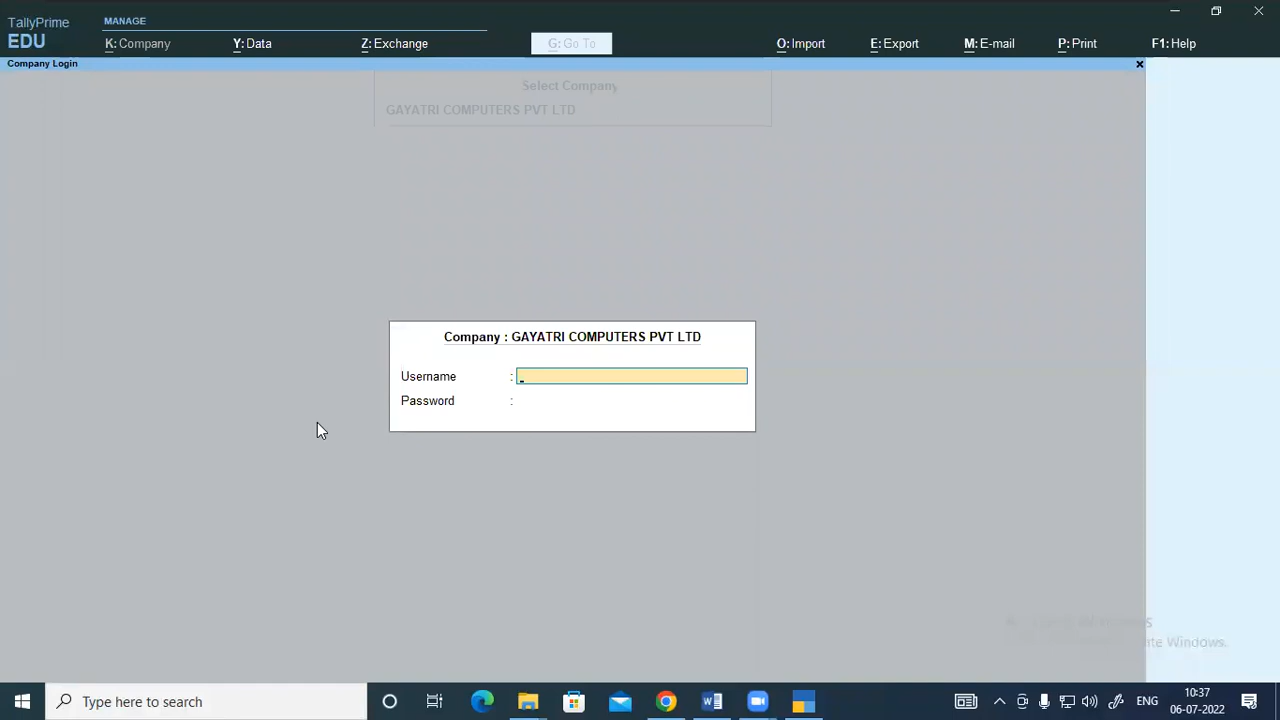 TallyPrime
EDU
MANAGE
K: Company
Y: Data
Z: Exchange
G: Go To
O: Import
E: Export
M: E-mail
P: Print
F1: Help
Company Login
Select Company
GAYATRI COMPUTERS PVT LTD
Company : GAYATRI COMPUTERS PVT LTD
Username :
Password :
Windows.
Type here to search
ENG
10:37
06-07-2022